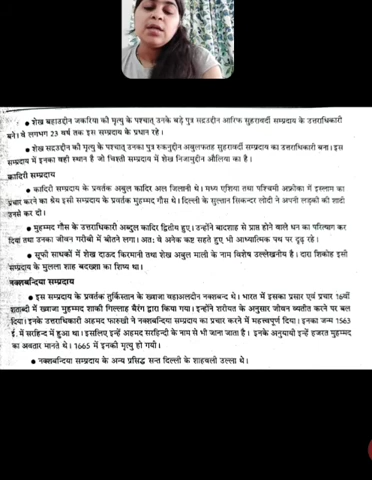 ● शेख बहाउद्दीन जकरिया की मृत्यु के पश्चात् उनके बड़े पुत्र सदरउद्दीन आरिफ सुहरावर्दी सम्प्रदाय के उत्तराधिकारी
बने। वे लगभग 23 वर्ष तक इस सम्प्रदाय के प्रधान रहे।
● शेख सदरउद्दीन की मृत्यु के पश्चात् उनका पुत्र रुकनुद्दीन अबुलफतह सुहरावर्दी सम्प्रदाय का उत्तराधिकारी बना। इस
सम्प्रदाय में इनका वही स्थान है जो चिश्ती सम्प्रदाय में शेख निजामुद्दीन औलिया का है।
कादिरी सम्प्रदाय
● कादिरी सम्प्रदाय के प्रवर्तक अबुल कादिर अल जिलानी थे। मध्य एशिया तथा पश्चिमी अफ्रीका में इस्लाम का
प्रचार करने का श्रेय इस सम्प्रदाय के प्रवर्तक मुहम्मद गौस थे। दिल्ली के सुल्तान सिकन्दर लोदी ने अपनी लड़की की शादी
उनसे कर दी।
● मुहम्मद गौस के उत्तराधिकारी अब्दुल कादिर द्वितीय हुए। उन्होंने बादशाह से प्राप्त होने वाले धन का परित्याग कर
दिया तथा उनका जीवन गरीबी में बीतने लगा। अतः वे अनेक कष्ट सहते हुए भी आध्यात्मिक पथ पर दृढ़ रहे।
● सूफी साधकों में शेख दाऊद किरमानी तथा शेख अबुल माली के नाम विशेष उल्लेखनीय है। दारा शिकोह इसी
सम्प्रदाय के मुल्ला शाह बदख्शा का शिष्य था।
नक्शबन्दिया सम्प्रदाय
● इस सम्प्रदाय के प्रवर्तक तुर्किस्तान के ख्वाजा वहाअलदीन नक्शबन्द थे। भारत में इसका प्रसार एवं प्रचार 16वीं
शताब्दी में ख्वाजा मुहम्मद शाकी गिल्लाह बैरंग द्वारा किया गया। इन्होंने शरीयत के अनुसार जीवन व्यतीत करने पर बल
दिया। इनके उत्तराधिकारी अहमद फारुखी ने नक्शबन्दिया सम्प्रदाय का प्रचार करने में महत्त्वपूर्ण दिया। इनका जन्म 1563
ई. में सरहिन्द में हुआ था। इसलिए इन्हें अहमद सरहिन्दी के नाम से भी जाना जाता है। इनके अनुयायी इन्हें हजरत मुहम्मद
का अवतार मानते थे। 1665 में इनकी मृत्यु हो गयी।
● नक्शबन्दिया सम्प्रदाय के अन्य प्रसिद्ध सन्त दिल्ली के शाहवली उल्ला थे।